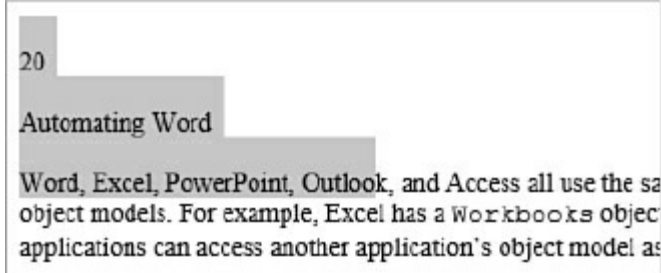 20
Automating Word
Word, Excel, PowerPoint, Outlook, and Access all use the sa
object models. For example, Excel has a Workbooks objec
applications can access another application's object model as